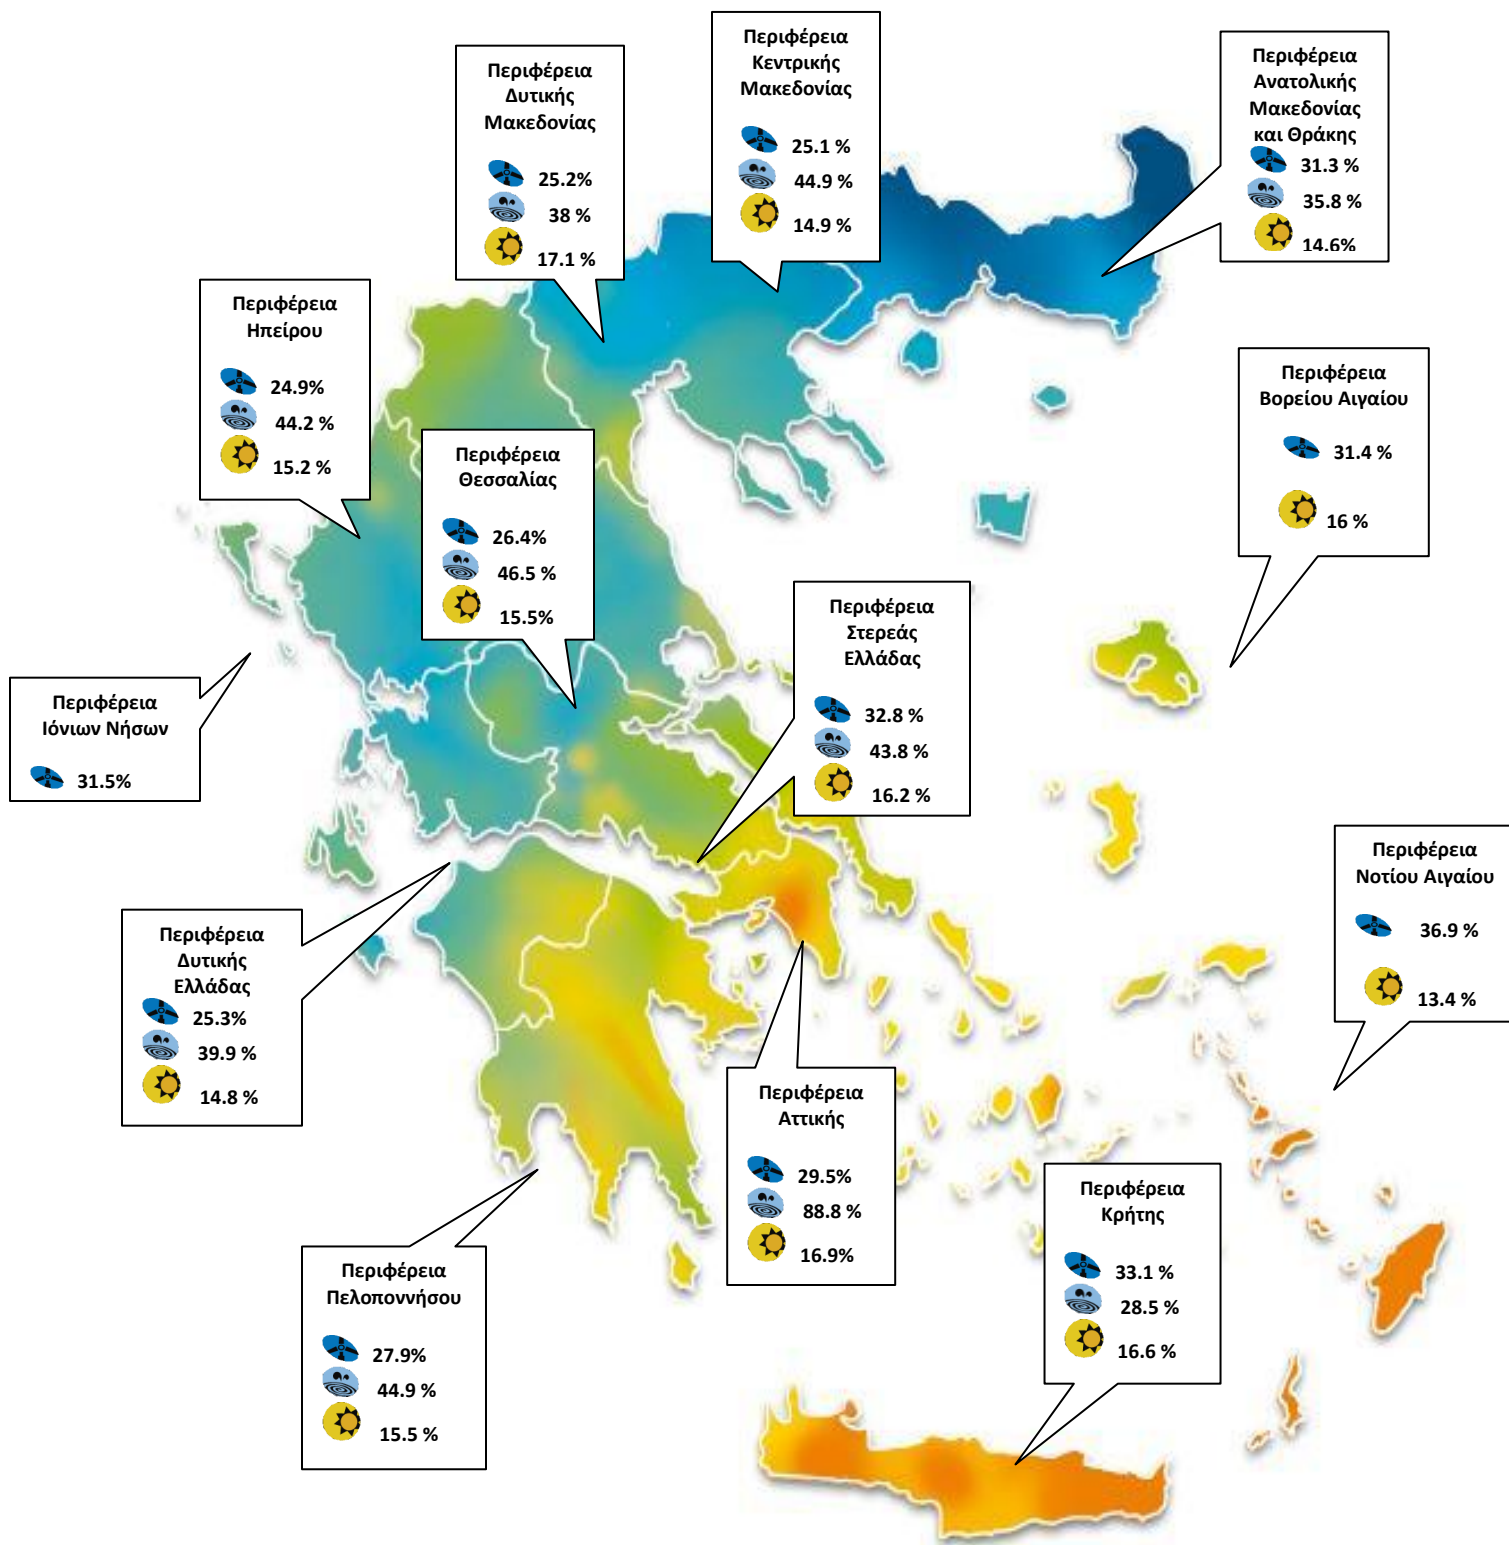 Περιφέρεια
Κεντρικής
Μακεδονίας
25.1 %
44.9 %
14.9 %
Περιφέρεια
Δυτικής
Μακεδονίας
25.2%
38 %
17.1 %
Περιφέρεια
Ανατολικής
Μακεδονίας
και Θράκης
31.3 %
35.8 %
14.6%
Περιφέρεια
Ηπείρου
24.9%
44.2 %
15.2 %
Περιφέρεια
Βορείου Αιγαίου
31.4 %
16 %
Περιφέρεια
Θεσσαλίας
26.4%
46.5 %
15.5%
Περιφέρεια
Στερεάς
Ελλάδας
32.8 %
43.8 %
16.2 %
Περιφέρεια
Ιόνιων Νήσων
31.5%
Περιφέρεια
Νοτίου Αιγαίου
36.9 %
13.4 %
Περιφέρεια
Δυτικής
Ελλάδας
25.3%
39.9 %
14.8 %
Περιφέρεια
Αττικής
29.5%
88.8 %
16.9%
Περιφέρεια
Κρήτης
33.1 %
28.5 %
16.6 %
Περιφέρεια
Πελοποννήσου
27.9%
44.9 %
15.5 %